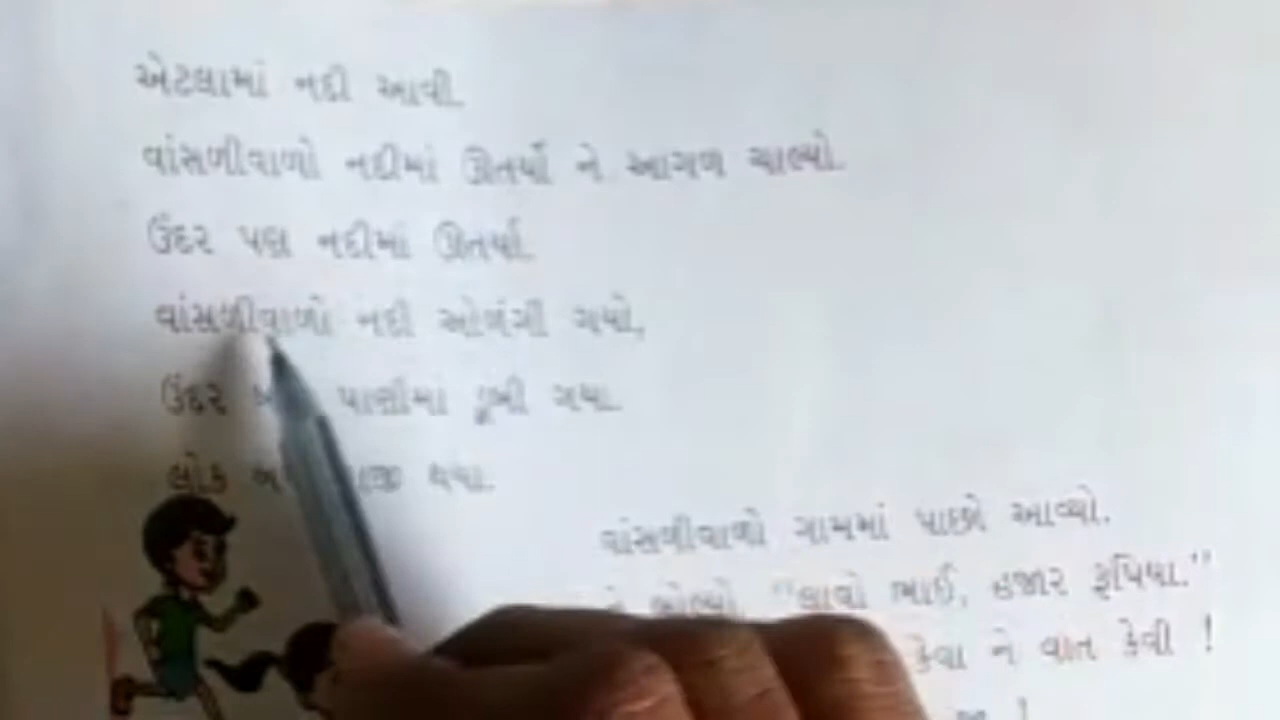 એટલામાં નદી આવી.
વાંસળીવાળો નદીમાં ઊતર્યો ને આગળ ચાલ્યો.
ઉંદર પણ નદીમાં ઊતર્યા.
વાંસળીવાળો નદી ઓળંગી ગયો,
ઉંદર પાણીમાં ડૂબી ગયા.
લોક થયા.
વાંસળીવાળો ગામમાં પાછો આવ્યો.
બોલ્યો, "લાવો ભાઈ, હજાર રૂપિયા."
કેવા ને વાત કેવી !